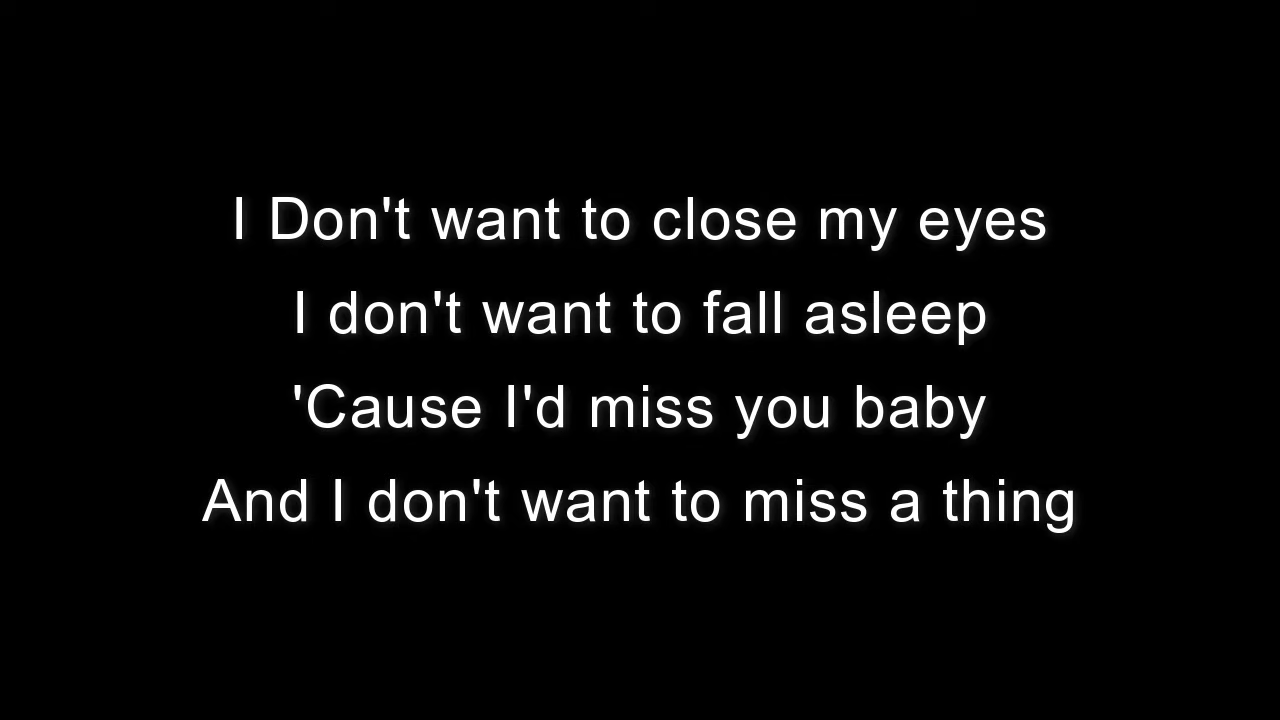 I Don't want to close my eyes
I don't want to fall asleep
'Cause I'd miss you baby
And I don't want to miss a thing